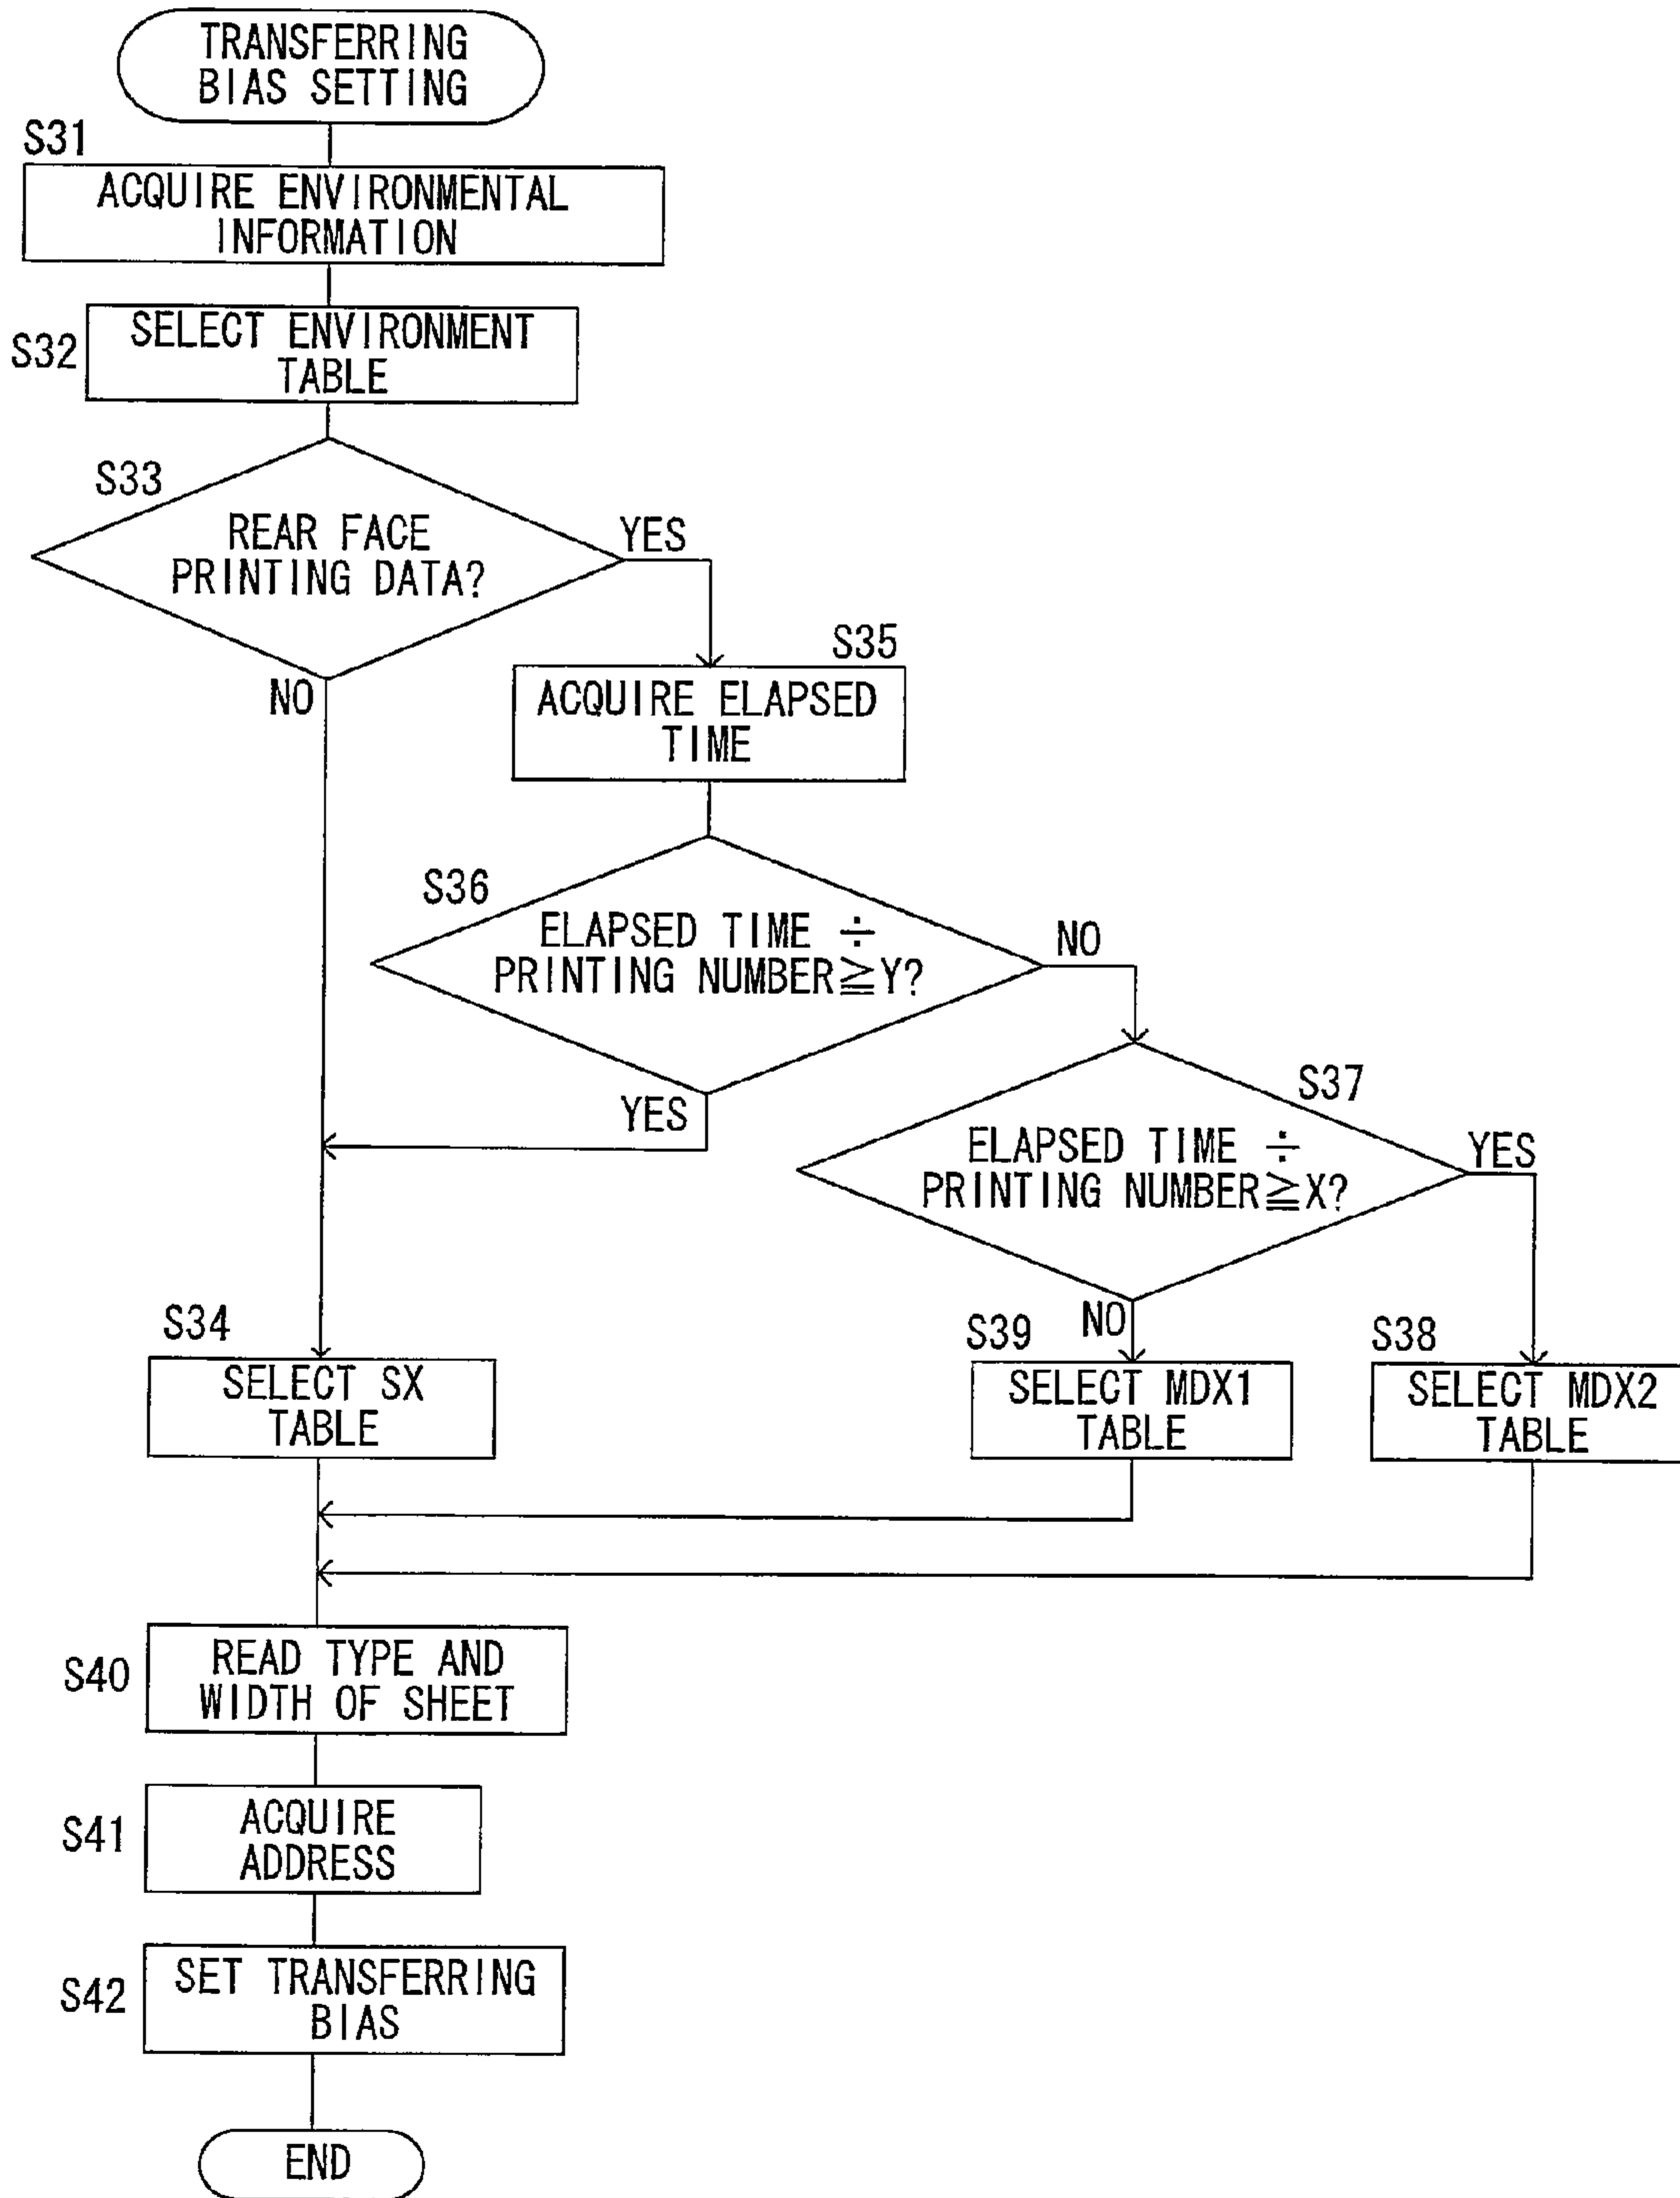 TRANSFERRING
BIAS SETTING
S31
ACQUIRE ENVIRONMENTAL
INFORMATION
S32
SELECT ENVIRONMENT
TABLE
S33
REAR FACE
PRINTING DATA?
YES
NO
S35
ACQUIRE ELAPSED
TIME
S36
ELAPSED TIME ÷
PRINTING NUMBER≧Y?
NO
YES
S37
ELAPSED TIME ÷
PRINTING NUMBER≧X?
YES
NO
S34
SELECT SX
TABLE
S39
SELECT MDX1
TABLE
S38
SELECT MDX2
TABLE
S40
READ TYPE AND
WIDTH OF SHEET
S41
ACQUIRE
ADDRESS
S42
SET TRANSFERRING
BIAS
END